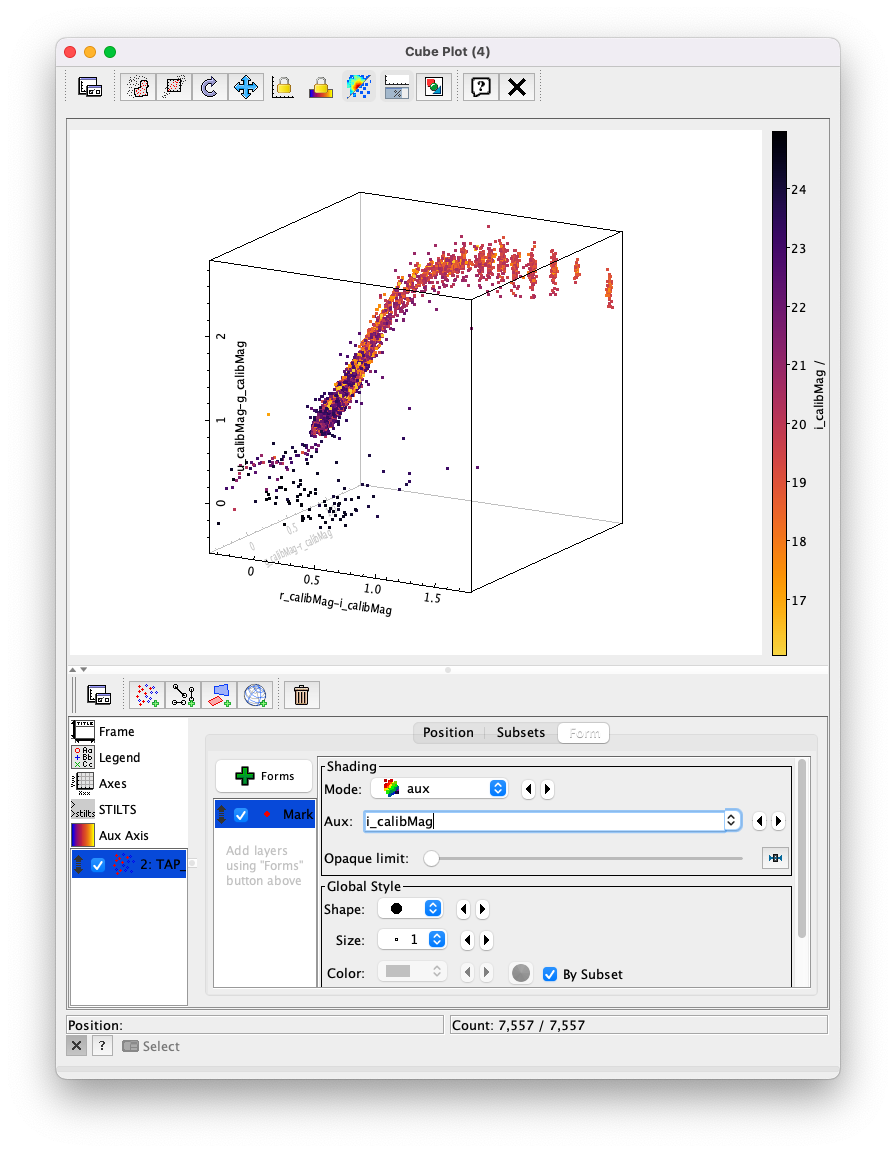 Cube Plot (4)
24
23
22
21
20
19
18
17
i_calibMag /
2
1
0
u_calibMag-g_calibMag
0
0.5
0
0.5
1.0
1.5
r_calibMag-i_calibMag
Frame
Legend
Axes
STILTS
Aux Axis
2: TAP_
Position
Subsets
Form
Forms
Mark
Add layers
using "Forms"
button above
Shading
Mode:
aux
Aux:
i_calibMag
Opaque limit:
Global Style
Shape:
Size:
1
Color:
By Subset
Position:
Count: 7,557 / 7,557
Select